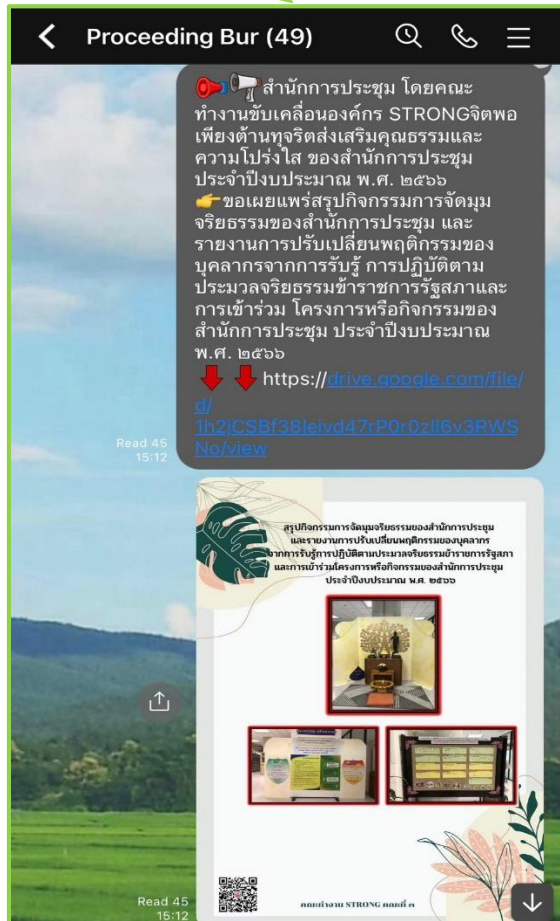 Proceeding Bur (49)
สำนักการประชุม โดยคณะ
ทำงานขับเคลื่อนองค์กร STRONGจิตพอ
เพียงต้านทุจริตส่งเสริมคุณธรรมและ
ความโปร่งใส ของสำนักการประชุม
ประจำปีงบประมาณ พ.ศ. ๒๕๖๖
ขอเผยแพร่สรุปกิจกรรมการจัดมุม
จริยธรรมของสำนักการประชุม และ
รายงานการปรับเปลี่ยนพฤติกรรมของ
บุคลากรจากการรับรู้ การปฏิบัติตาม
ประมวลจริยธรรมข้าราชการรัฐสภาและ
การเข้าร่วม โครงการหรือกิจกรรมของ
สำนักการประชุม ประจำปีงบประมาณ
พ.ศ. ๒๕๖๖
https://drive.google.com/file/
d/
1h2jCSBf38leivd47rP0r0zII6v3RWS
No/view
Read 45
15:12
สรุปกิจกรรมการจัดมุมจริยธรรมของสำนักการประชุม
และรายงานการปรับเปลี่ยนพฤติกรรมของบุคลากร
จากการรับรู้การปฏิบัติตามประมวลจริยธรรมข้าราชการรัฐสภา
และการเข้าร่วมโครงการหรือกิจกรรมของสำนักการประชุม
ประจำปีงบประมาณ พ.ศ. ๒๕๖๖
คณะทำงาน STRONG คณะที่ ๓
Read 45
15:12